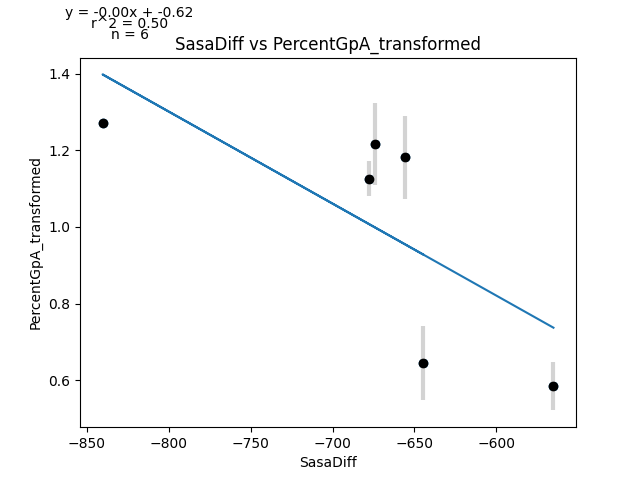 y = -0.00x + -0.62
r^2 = 0.50
n = 6
SasaDiff vs PercentGpA_transformed
1.4
1.2
1.0
0.8
0.6
PercentGpA_transformed
−850
−800
−750
−700
−650
−600
SasaDiff